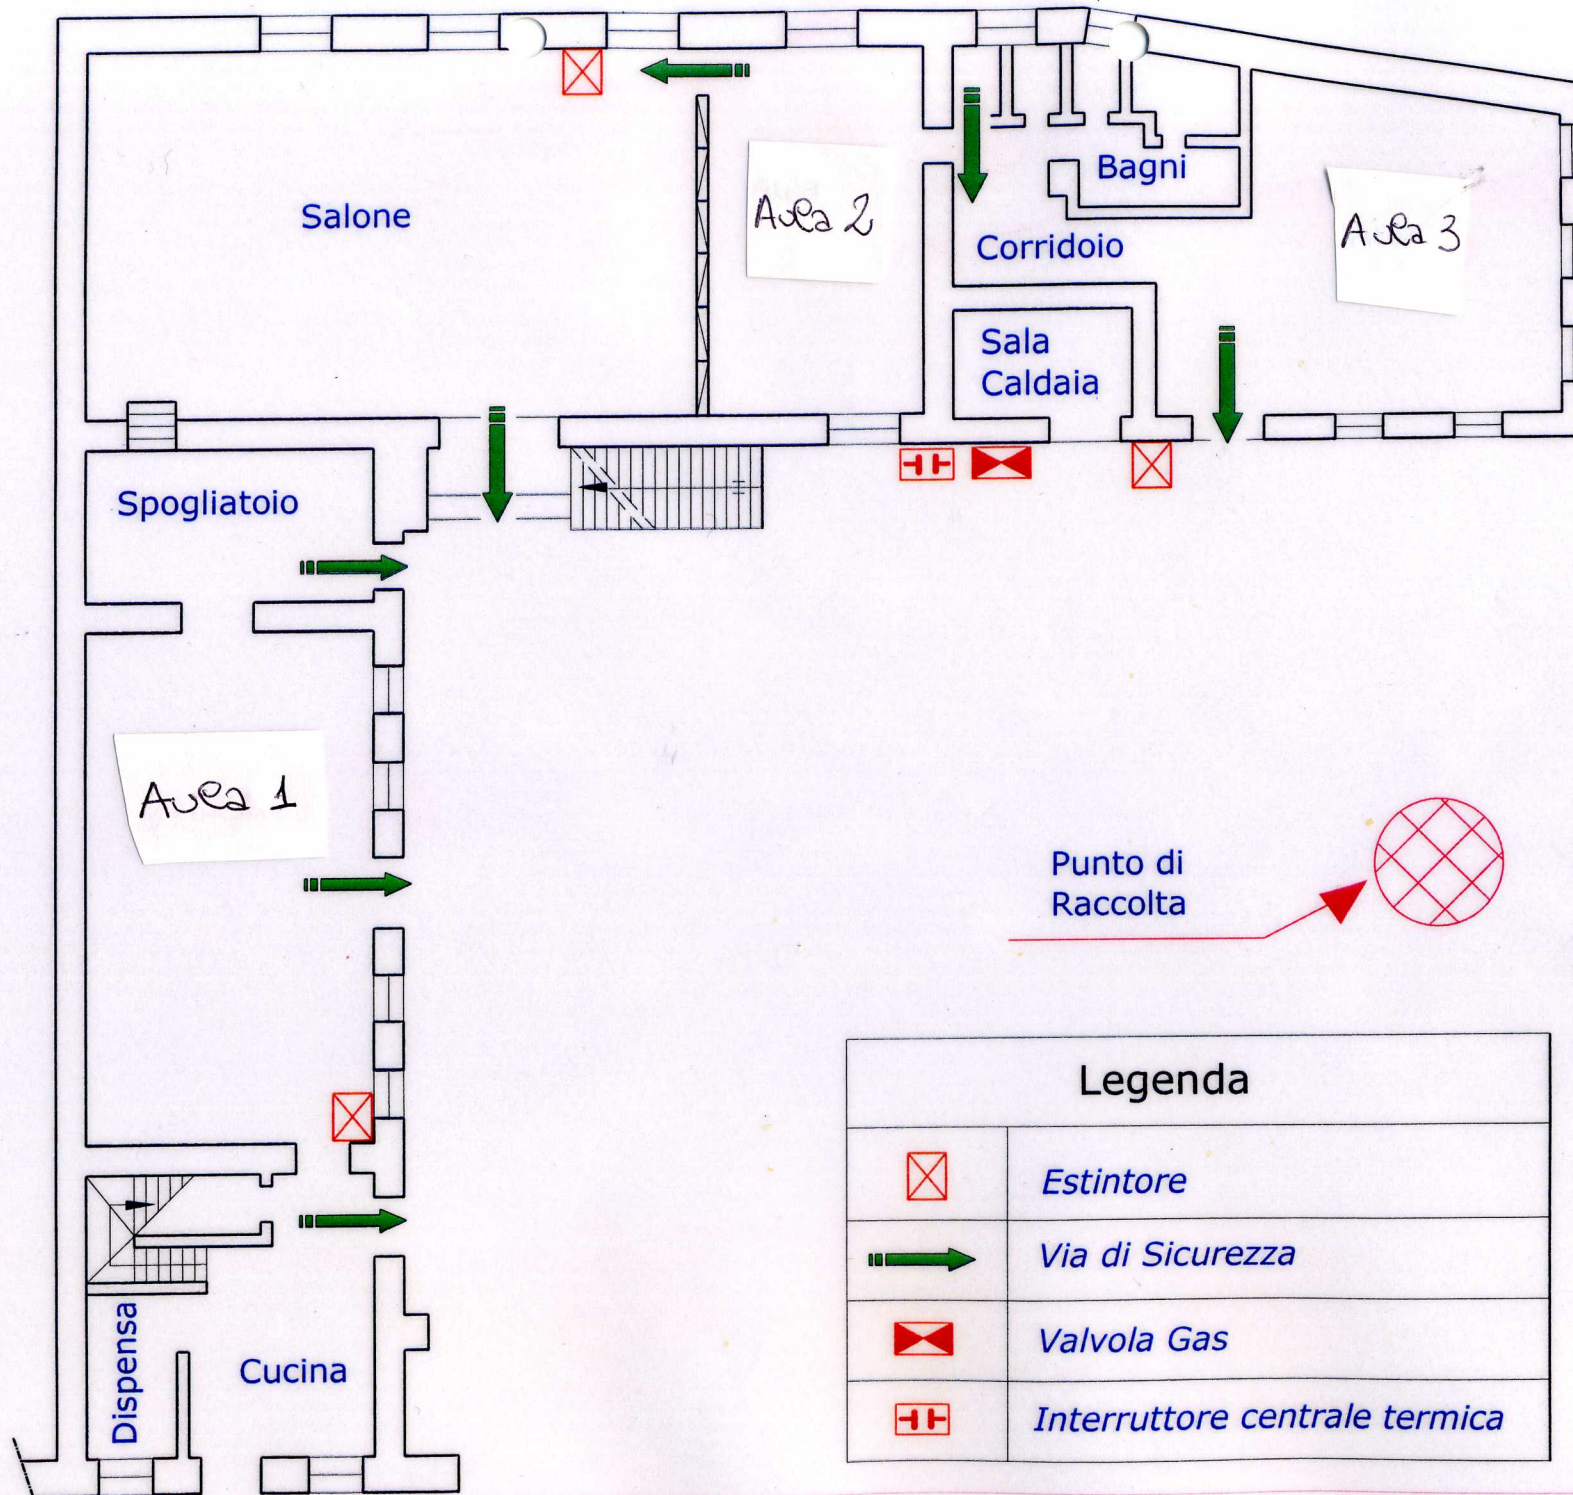 Salone
Aula 2
Bagni
Corridoio
Aula 3
Sala
Caldaia
Spogliatoio
Aula 1
Punto di
Raccolta
Legenda
Estintore
Via di Sicurezza
Valvola Gas
Interruttore centrale termica
Dispensa
Cucina